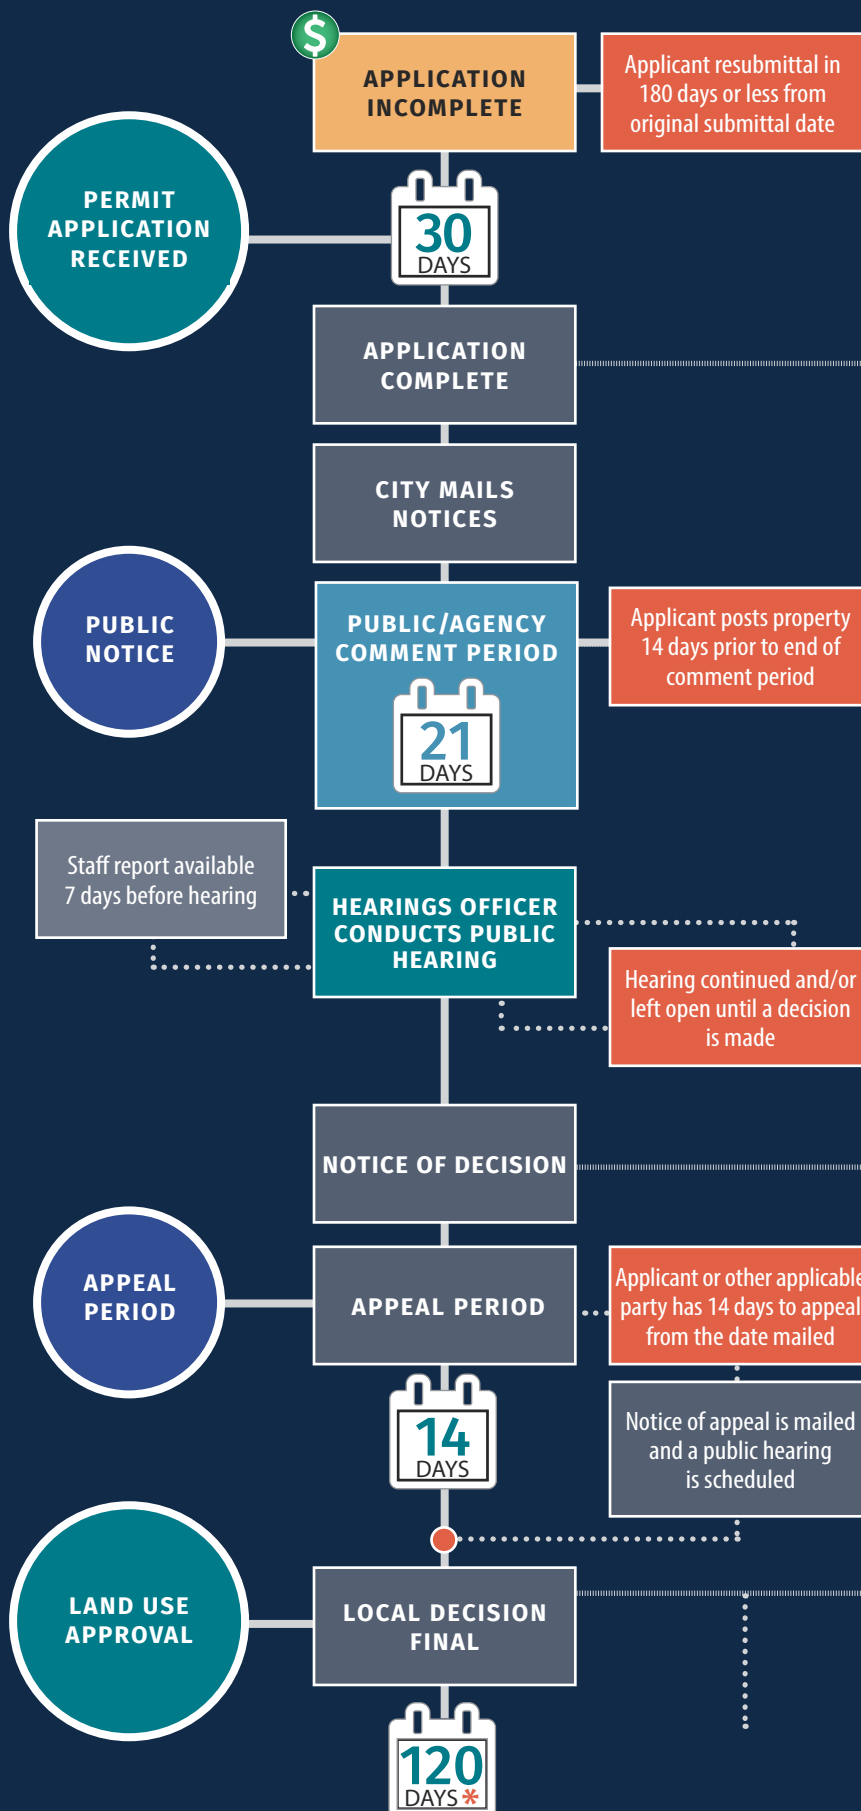 $
APPLICATION
INCOMPLETE
Applicant resubmittal in
180 days or less from
original submittal date
PERMIT
APPLICATION
RECEIVED
30
DAYS
APPLICATION
COMPLETE
CITY MAILS
NOTICES
PUBLIC
NOTICE
PUBLIC/AGENCY
COMMENT PERIOD
21
DAYS
Applicant posts property
14 days prior to end of
comment period
Staff report available
7 days before hearing
HEARINGS OFFICER
CONDUCTS PUBLIC
HEARING
Hearing continued and/or
left open until a decision
is made
NOTICE OF DECISION
APPEAL
PERIOD
APPEAL PERIOD
Applicant or other applicable
party has 14 days to appeal
from the date mailed
14
DAYS
Notice of appeal is mailed
and a public hearing
is scheduled
LAND USE
APPROVAL
LOCAL DECISION
FINAL
120
DAYS *